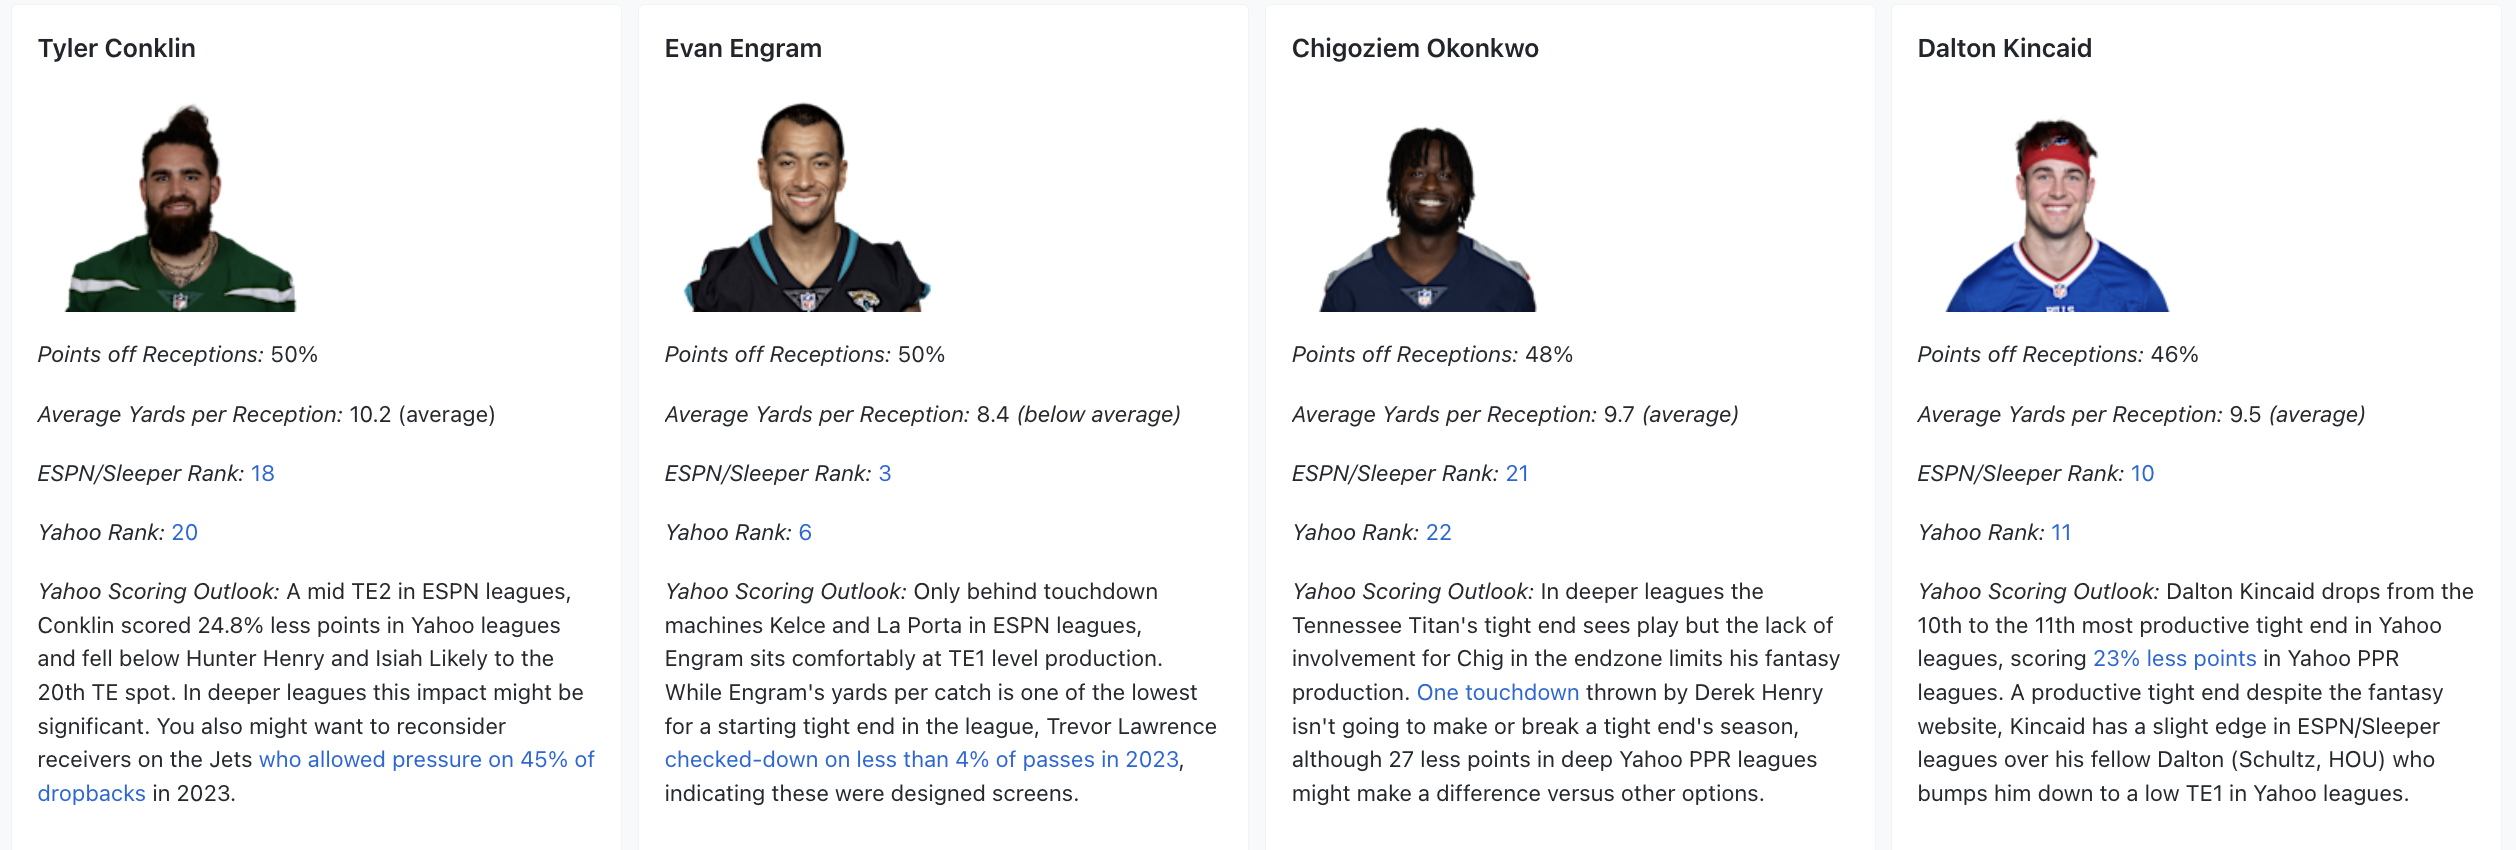 Tyler Conklin
Points off Receptions: 50%
Average Yards per Reception: 10.2 (average)
ESPN/Sleeper Rank: 18
Yahoo Rank: 20
Yahoo Scoring Outlook: A mid TE2 in ESPN leagues,
Conklin scored 24.8% less points in Yahoo leagues
and fell below Hunter Henry and Isiah Likely to the
20th TE spot. In deeper leagues this impact might be
significant. You also might want to reconsider
receivers on the Jets who allowed pressure on 45% of
dropbacks in 2023.
Evan Engram
Points off Receptions: 50%
Average Yards per Reception: 8.4 (below average)
ESPN/Sleeper Rank: 3
Yahoo Rank: 6
Yahoo Scoring Outlook: Only behind touchdown
machines Kelce and La Porta in ESPN leagues,
Engram sits comfortably at TE1 level production.
While Engram's yards per catch is one of the lowest
for a starting tight end in the league, Trevor Lawrence
checked-down on less than 4% of passes in 2023,
indicating these were designed screens.
Chigoziem Okonkwo
Points off Receptions: 48%
Average Yards per Reception: 9.7 (average)
ESPN/Sleeper Rank: 21
Yahoo Rank: 22
Yahoo Scoring Outlook: In deeper leagues the
Tennessee Titan's tight end sees play but the lack of
involvement for Chig in the endzone limits his fantasy
production. One touchdown thrown by Derek Henry
isn't going to make or break a tight end's season,
although 27 less points in deep Yahoo PPR leagues
might make a difference versus other options.
Dalton Kincaid
Points off Receptions: 46%
Average Yards per Reception: 9.5 (average)
ESPN/Sleeper Rank: 10
Yahoo Rank: 11
Yahoo Scoring Outlook: Dalton Kincaid drops from the
10th to the 11th most productive tight end in Yahoo
leagues, scoring 23% less points in Yahoo PPR
leagues. A productive tight end despite the fantasy
website, Kincaid has a slight edge in ESPN/Sleeper
leagues over his fellow Dalton (Schultz, HOU) who
bumps him down to a low TE1 in Yahoo leagues.